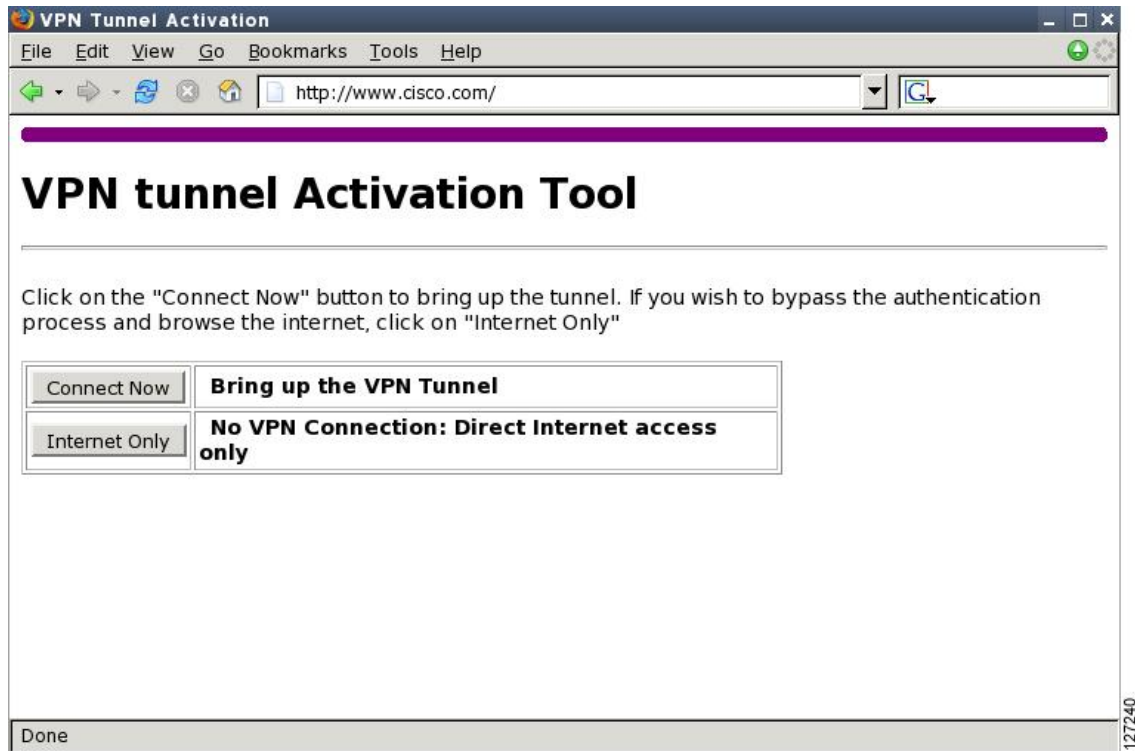 VPN Tunnel Activation
File Edit View Go Bookmarks Tools Help
http://www.cisco.com/
G
VPN tunnel Activation Tool
Click on the "Connect Now" button to bring up the tunnel. If you wish to bypass the authentication
process and browse the internet, click on "Internet Only"
Connect Now Bring up the VPN Tunnel
Internet Only No VPN Connection: Direct Internet access
only
Done
127240